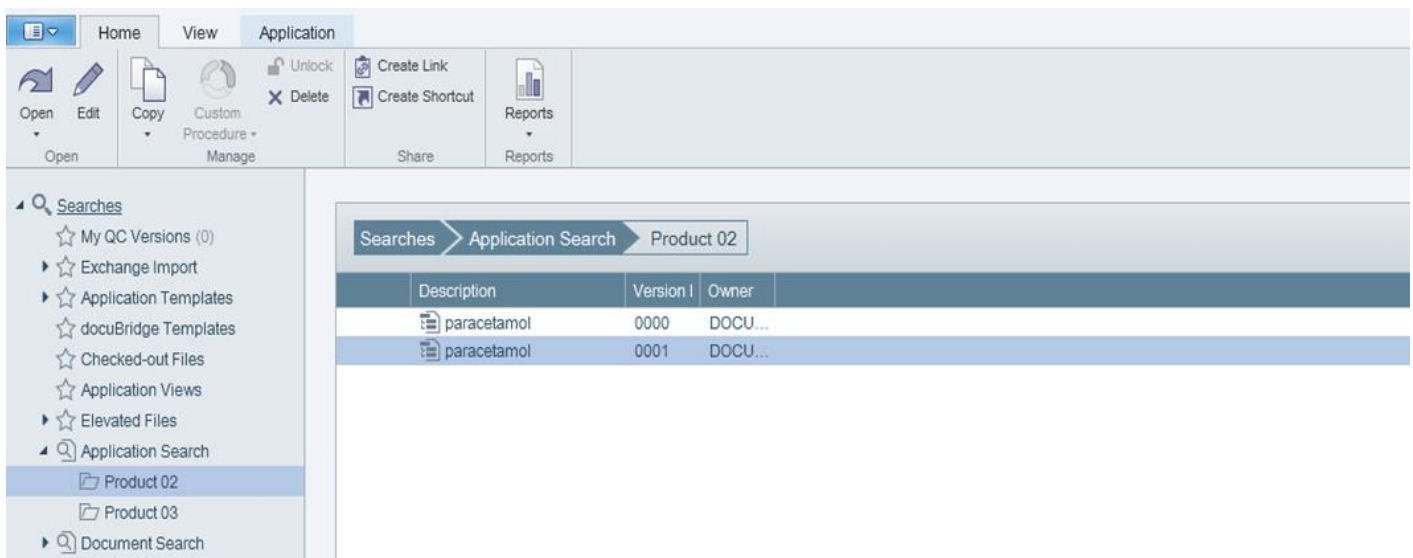 Home View Application
Open
Edit
Copy
Custom
Procedure
Unlock
Delete
Create Link
Create Shortcut
Reports
Open Manage Share Reports
Searches
My QC Versions (0)
Exchange Import
Application Templates
docuBridge Templates
Checked-out Files
Application Views
Elevated Files
Application Search
Product 02
Product 03
Document Search
Searches Application Search Product 02
Description Version I Owner
paracetamol 0000 DOCU...
paracetamol 0001 DOCU...